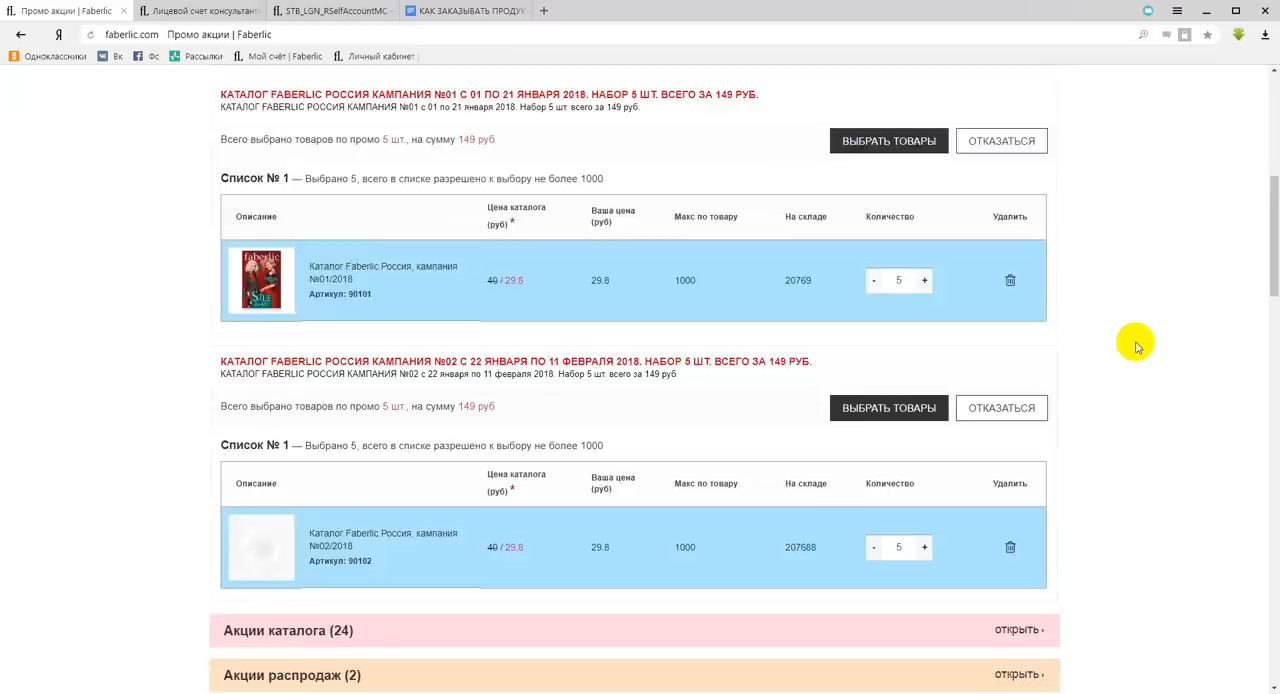 Промо акции | Faberlic
Лицевой счет консультант
STB_LGN_RSelfAccountMC
КАК ЗАКАЗЫВАТЬ ПРОДУК
Я
faberlic.com Промо акции | Faberlic
Одноклассники
Вк
Фс
Рассылки
Мой счёт | Faberlic
Личный кабинет |
КАТАЛОГ FABERLIC РОССИЯ КАМПАНИЯ №01 С 01 ПО 21 ЯНВАРЯ 2018. НАБОР 5 ШТ. ВСЕГО ЗА 149 РУБ.
КАТАЛОГ FABERLIC РОССИЯ КАМПАНИЯ №01 с 01 по 21 января 2018. Набор 5 шт. всего за 149 руб.
Всего выбрано товаров по промо 5 шт., на сумму 149 руб
ВЫБРАТЬ ТОВАРЫ
ОТКАЗАТЬСЯ
Список № 1 — Выбрано 5, всего в списке разрешено к выбору не более 1000
Описание
Цена каталога
(руб) *
Ваша цена
(руб)
Макс по товару
На складе
Количество
Удалить
faberlic
SILK
Каталог Faberlic Россия, кампания
№01/2018
Артикул: 90101
40 / 29.8
29.8
1000
20769
- 5 +
КАТАЛОГ FABERLIC РОССИЯ КАМПАНИЯ №02 С 22 ЯНВАРЯ ПО 11 ФЕВРАЛЯ 2018. НАБОР 5 ШТ. ВСЕГО ЗА 149 РУБ.
КАТАЛОГ FABERLIC РОССИЯ КАМПАНИЯ №02 с 22 января по 11 февраля 2018. Набор 5 шт. всего за 149 руб
Всего выбрано товаров по промо 5 шт., на сумму 149 руб
ВЫБРАТЬ ТОВАРЫ
ОТКАЗАТЬСЯ
Список № 1 — Выбрано 5, всего в списке разрешено к выбору не более 1000
Описание
Цена каталога
(руб) *
Ваша цена
(руб)
Макс по товару
На складе
Количество
Удалить
Каталог Faberlic Россия, кампания
№02/2018
Артикул: 90102
40 / 29.8
29.8
1000
207688
- 5 +
Акции каталога (24)
открыть ›
Акции распродаж (2)
открыть ›